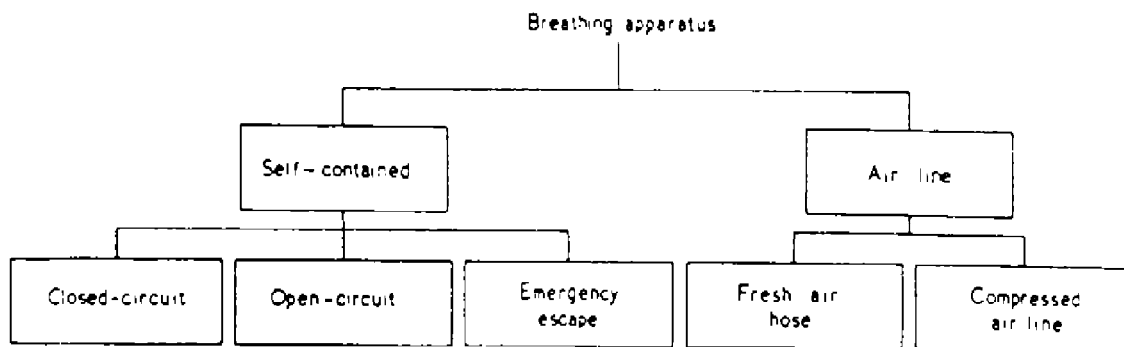 Breathing apparatus
Self-contained
Air line
Closed-circuit
Open-circuit
Emergency
escape
Fresh air
hose
Compressed
air line